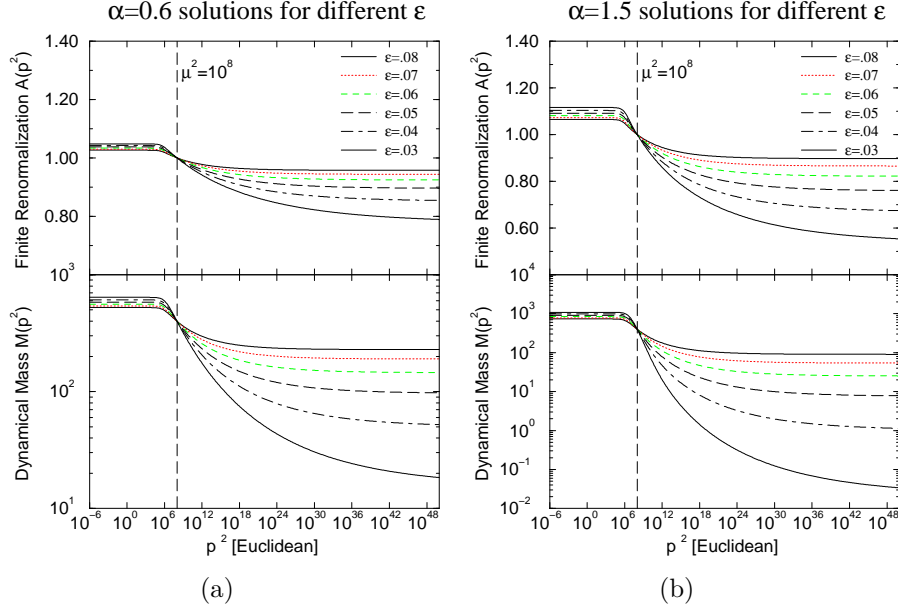 α=0.6 solutions for different ε
1.40
1.20
1.00
0.80
10³
10²
10¹
Finite Renormalization A(p²)
Dynamical Mass M(p²)
μ²=10⁸
ε=.08
ε=.07
ε=.06
ε=.05
ε=.04
ε=.03
10⁻⁶ 10⁰ 10⁶ 10¹² 10¹⁸ 10²⁴ 10³⁰ 10³⁶ 10⁴² 10⁴⁸
p² [Euclidean]
(a)
α=1.5 solutions for different ε
1.40
1.20
1.00
0.80
0.60
10⁴
10³
10²
10¹
10⁰
10⁻¹
10⁻²
Finite Renormalization A(p²)
Dynamical Mass M(p²)
μ²=10⁸
ε=.08
ε=.07
ε=.06
ε=.05
ε=.04
ε=.03
10⁻⁶ 10⁰ 10⁶ 10¹² 10¹⁸ 10²⁴ 10³⁰ 10³⁶ 10⁴² 10⁴⁸
p² [Euclidean]
(b)